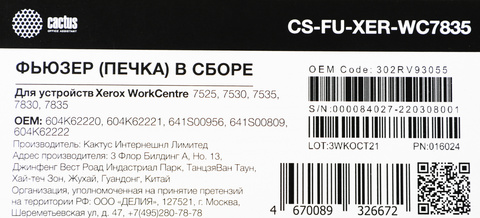 cactus
OFFICE ASSISTANT
CS-FU-XER-WC7835
ФЬЮЗЕР (ПЕЧКА) В СБОРЕ
Для устройств Xerox WorkCentre 7525, 7530, 7535,
7830, 7835
OEM: 604K62220, 604K62221, 641S00956, 641S00809,
604K62222
Производитель: Кактус Интернешнл Лимитед
Адрес производителя: 3 Флор Билдинг А, Но. 13,
Джинфенг Вест Роад Индастриал Парк, ТанцзяВан Таун,
Хай-теч Зон, Жухай, Гуандонг, Китай
Организация, уполномоченная на принятие претензий
на территории РФ: ООО «ДЕЛИЯ», 127251, г. Москва,
Шереметьевская ул., д. 47, +7(495)280-78-78
OEM Code: 302RV93055
S/N:000084027-220308001
LOT:3WKOCT21
PN:016024
4 670089 326672